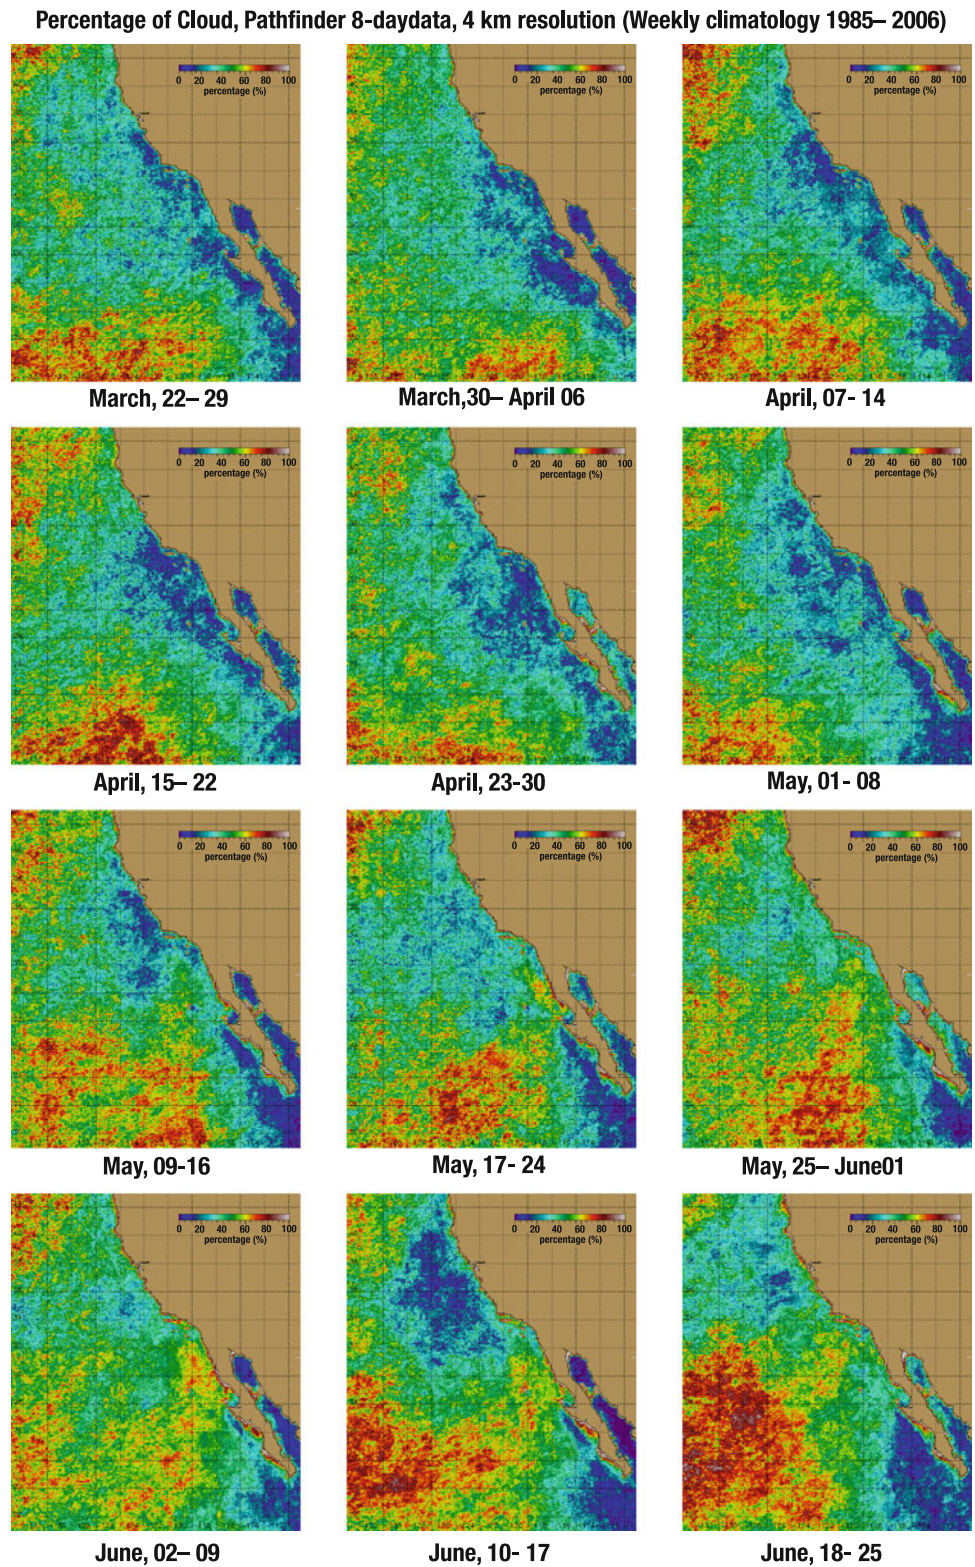 Percentage of Cloud, Pathfinder 8-daydata, 4 km resolution (Weekly climatology 1985– 2006)
0 20 40 60 80 100
percentage (%)
0 20 40 60 80 100
percentage (%)
0 20 40 60 80 100
percentage (%)
March, 22– 29
March,30– April 06
April, 07- 14
0 20 40 60 80 100
percentage (%)
0 20 40 60 80 100
percentage (%)
0 20 40 60 80 100
percentage (%)
April, 15– 22
April, 23-30
May, 01- 08
0 20 40 60 80 100
percentage (%)
0 20 40 60 80 100
percentage (%)
0 20 40 60 80 100
percentage (%)
May, 09-16
May, 17- 24
May, 25– June01
0 20 40 60 80 100
percentage (%)
0 20 40 60 80 100
percentage (%)
0 20 40 60 80 100
percentage (%)
June, 02– 09
June, 10- 17
June, 18- 25